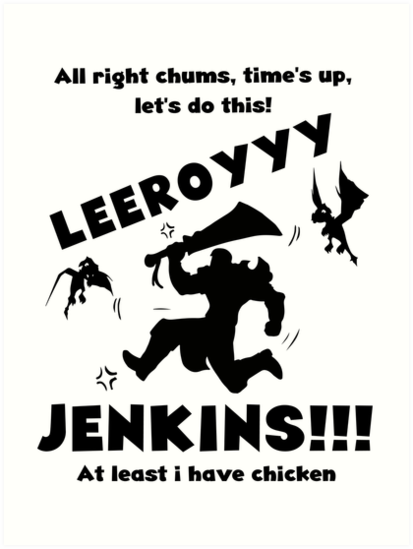 All right chums, time's up,
let's do this!
LEEROYYY
JENKINS!!!
At least i have chicken